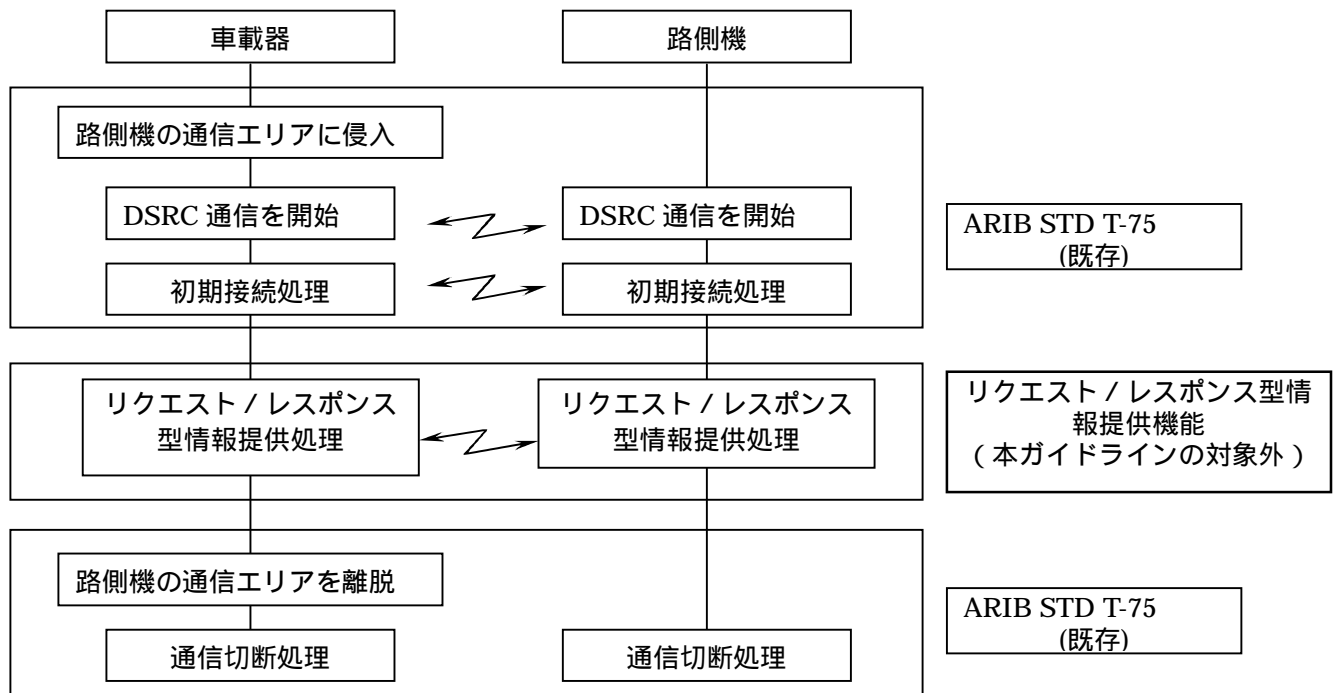 車載器
路側機
路側機の通信エリアに侵入
DSRC 通信を開始
DSRC 通信を開始
ARIB STD T-75
(既存)
初期接続処理
初期接続処理
リクエスト / レスポンス
型情報提供処理
リクエスト / レスポンス
型情報提供処理
リクエスト / レスポンス型情
報提供機能
( 本ガイドラインの対象外 )
路側機の通信エリアを離脱
ARIB STD T-75
(既存)
通信切断処理
通信切断処理